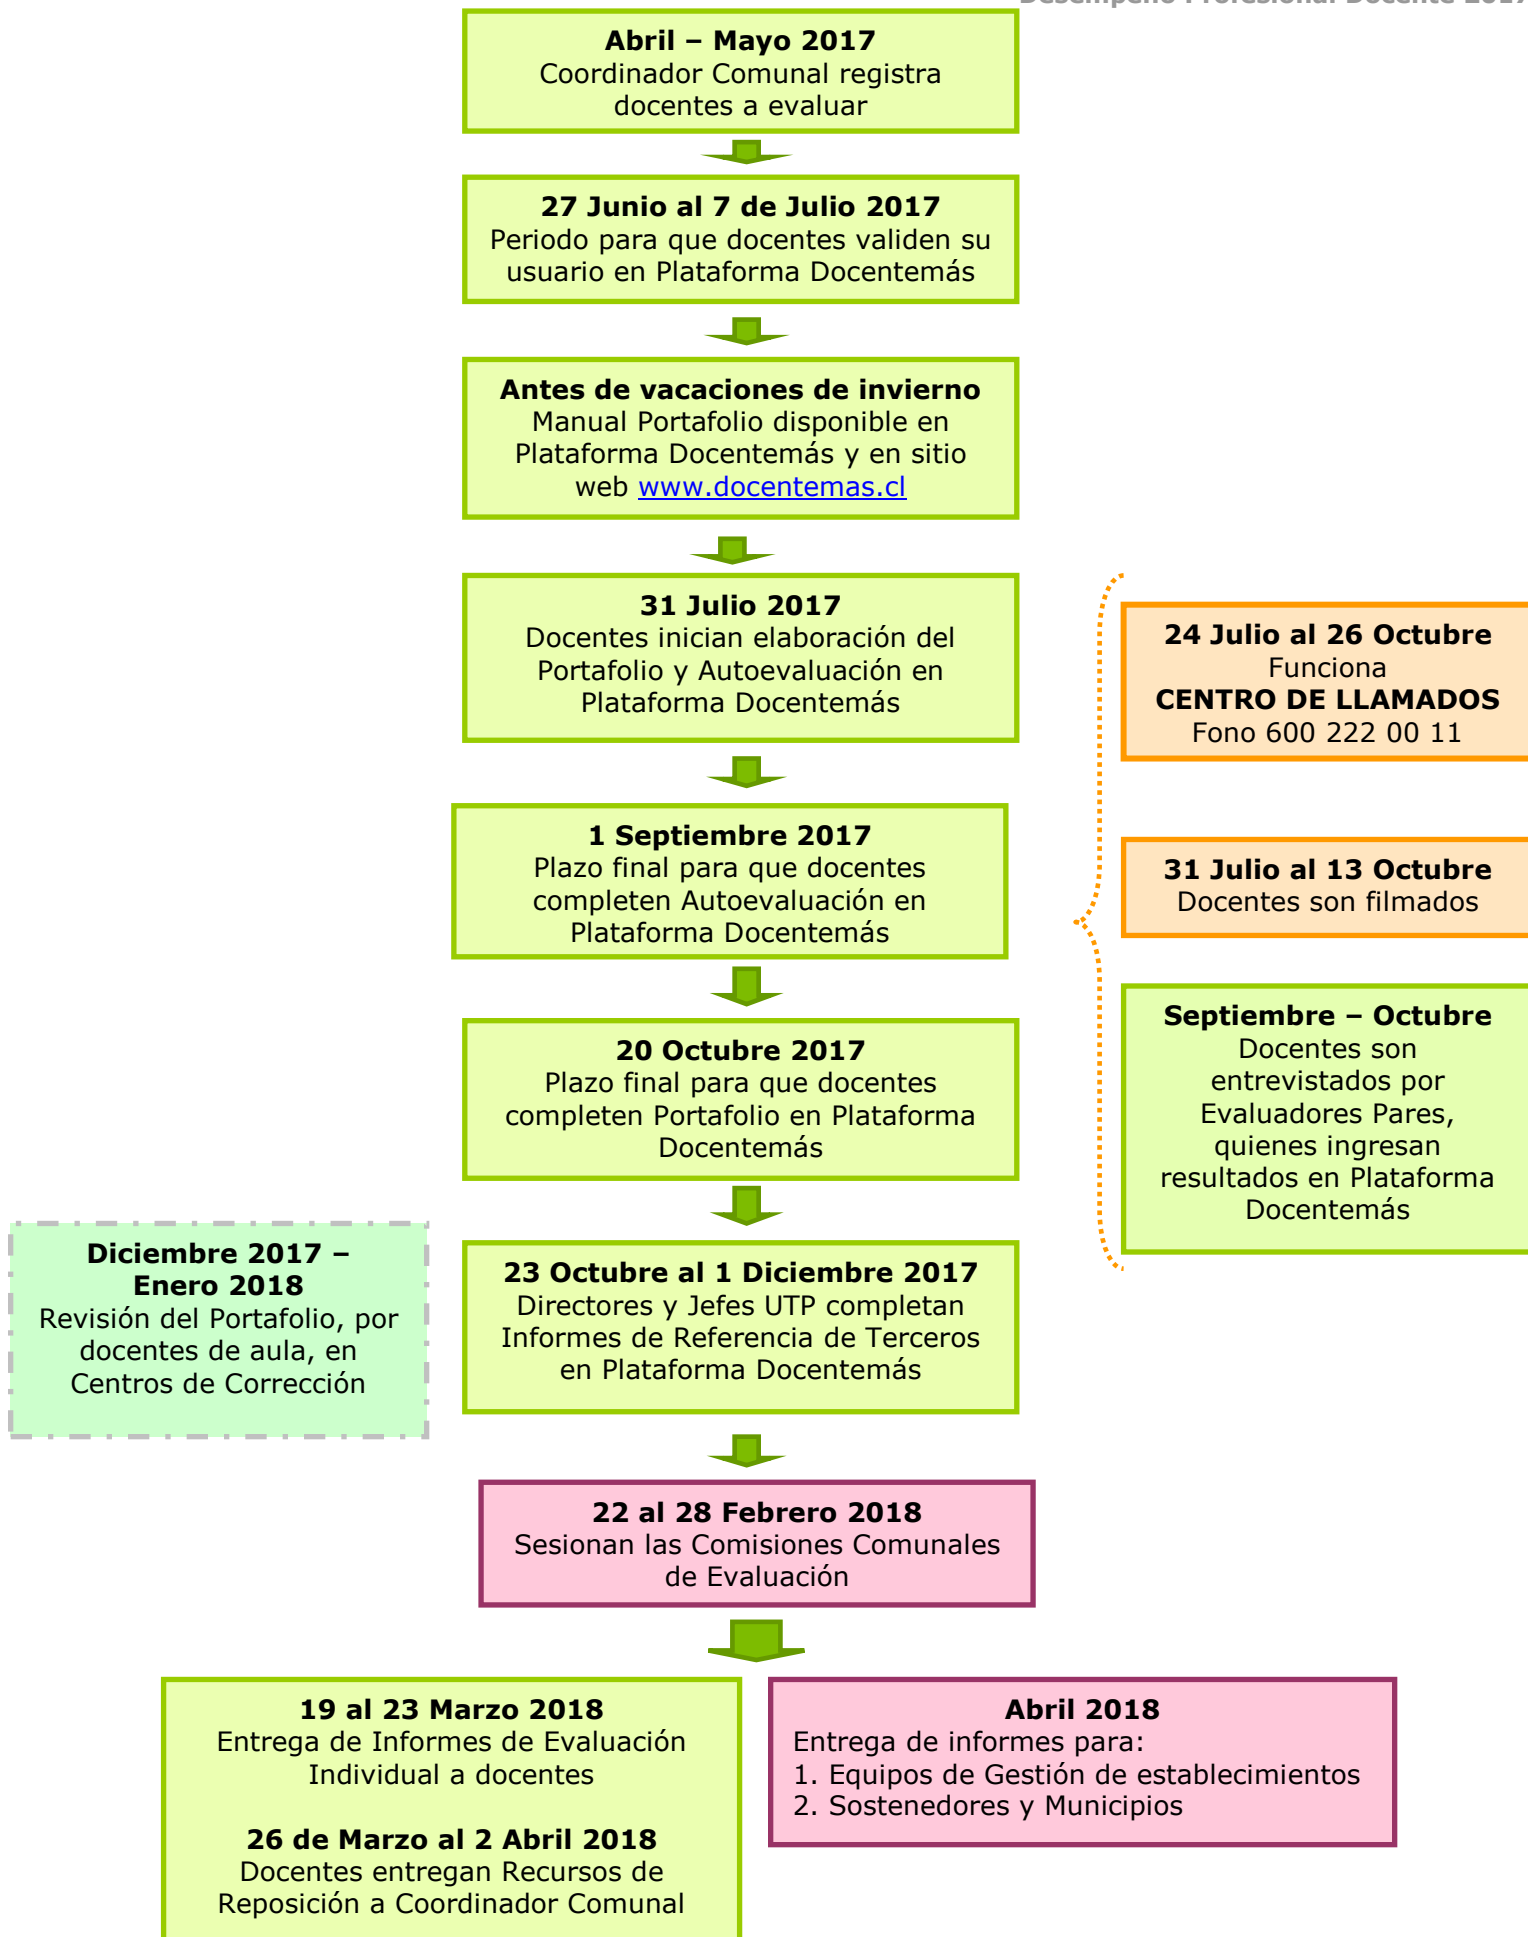 Desempeño Profesional Docente 2017
Abril – Mayo 2017
Coordinador Comunal registra
docentes a evaluar
27 Junio al 7 de Julio 2017
Periodo para que docentes validen su
usuario en Plataforma Docentemás
Antes de vacaciones de invierno
Manual Portafolio disponible en
Plataforma Docentemás y en sitio
web www.docentemas.cl
31 Julio 2017
Docentes inician elaboración del
Portafolio y Autoevaluación en
Plataforma Docentemás
24 Julio al 26 Octubre
Funciona
CENTRO DE LLAMADOS
Fono 600 222 00 11
1 Septiembre 2017
Plazo final para que docentes
completen Autoevaluación en
Plataforma Docentemás
31 Julio al 13 Octubre
Docentes son filmados
20 Octubre 2017
Plazo final para que docentes
completen Portafolio en Plataforma
Docentemás
Septiembre – Octubre
Docentes son
entrevistados por
Evaluadores Pares,
quienes ingresan
resultados en Plataforma
Docentemás
Diciembre 2017 –
Enero 2018
Revisión del Portafolio, por
docentes de aula, en
Centros de Corrección
23 Octubre al 1 Diciembre 2017
Directores y Jefes UTP completan
Informes de Referencia de Terceros
en Plataforma Docentemás
22 al 28 Febrero 2018
Sesionan las Comisiones Comunales
de Evaluación
19 al 23 Marzo 2018
Entrega de Informes de Evaluación
Individual a docentes
26 de Marzo al 2 Abril 2018
Docentes entregan Recursos de
Reposición a Coordinador Comunal
Abril 2018
Entrega de informes para:
1. Equipos de Gestión de establecimientos
2. Sostenedores y Municipios